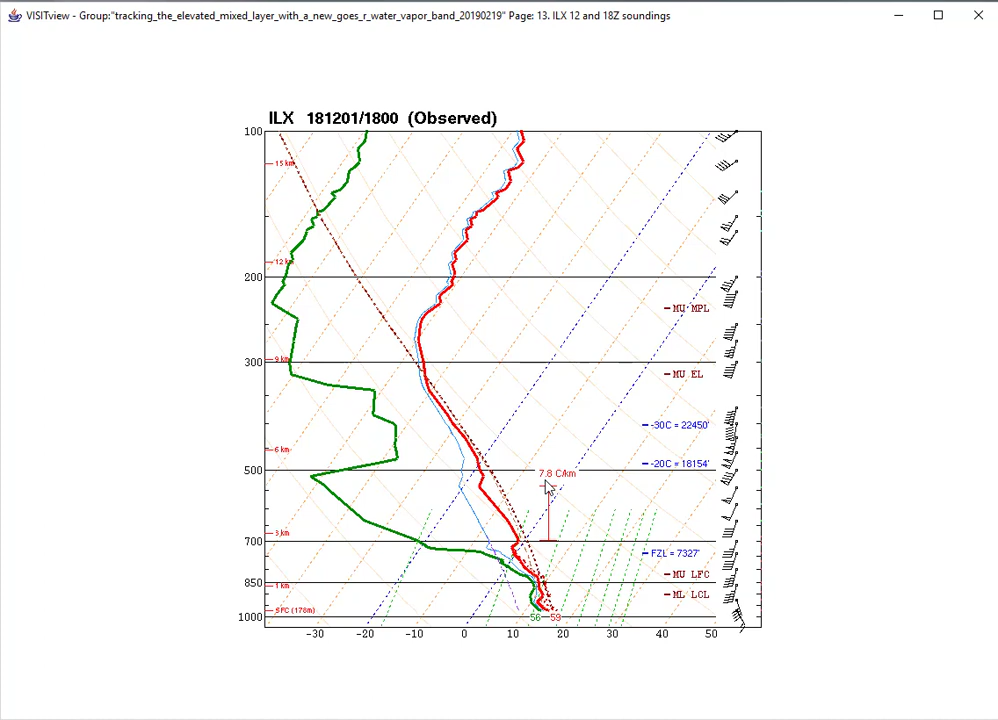 VISITview - Group:"tracking_the_elevated_mixed_layer_with_a_new_goes_r_water_vapor_band_20190219" Page: 13. ILX 12 and 18Z soundings
ILX 181201/1800 (Observed)
100
15 km
12 km
200
MU MPL
300
9 km
MU EL
-30C = 22450'
6 km
-20C = 18154'
500
7.8 C/km
700
3 km
FZL = 7327'
850
MU LFC
1 km
ML LCL
SFC (178m)
1000
56 59
-30 -20 -10 0 10 20 30 40 50